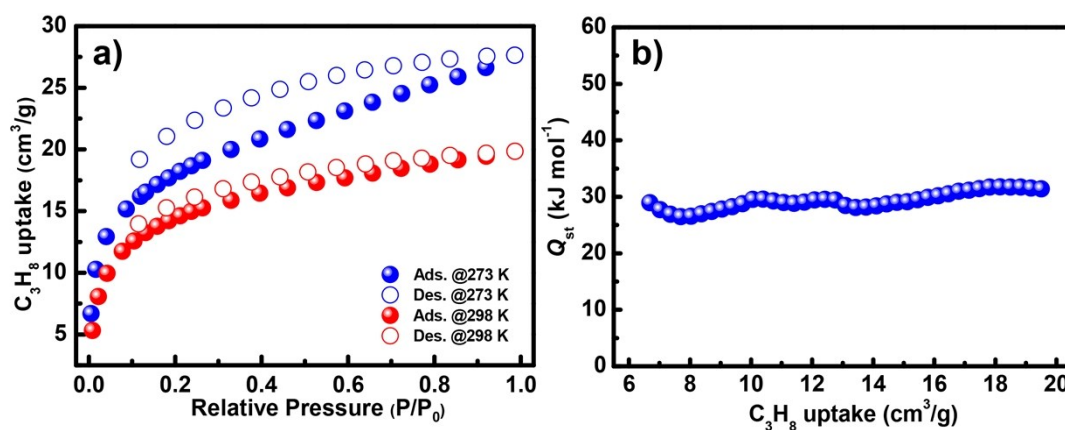 a)
C₃H₈ uptake (cm³/g)
30
25
20
15
10
5
0.0 0.2 0.4 0.6 0.8 1.0
Relative Pressure (P/P₀)
Ads. @273 K
Des. @273 K
Ads. @298 K
Des. @298 K
b)
Qst (kJ mol⁻¹)
60
50
40
30
20
10
0
6 8 10 12 14 16 18 20
C₃H₈ uptake (cm³/g)